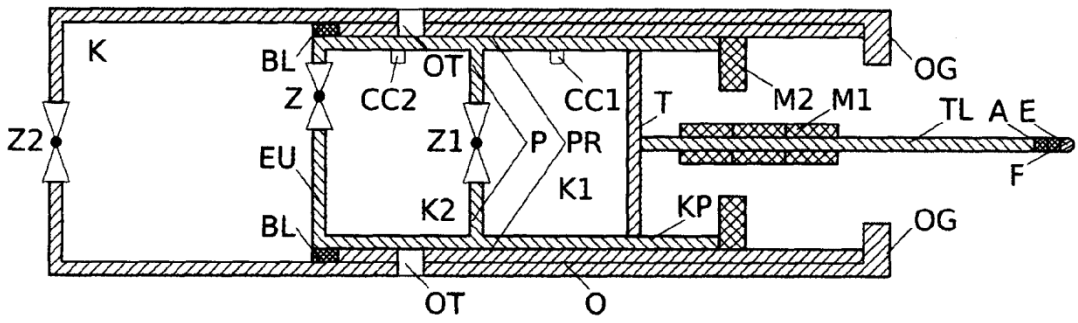 K BL OT OG
CC2 CC1 T M2 M1
Z TL A E
Z2 Z1 P PR
EU F
K2 K1
BL KP OG
OT O